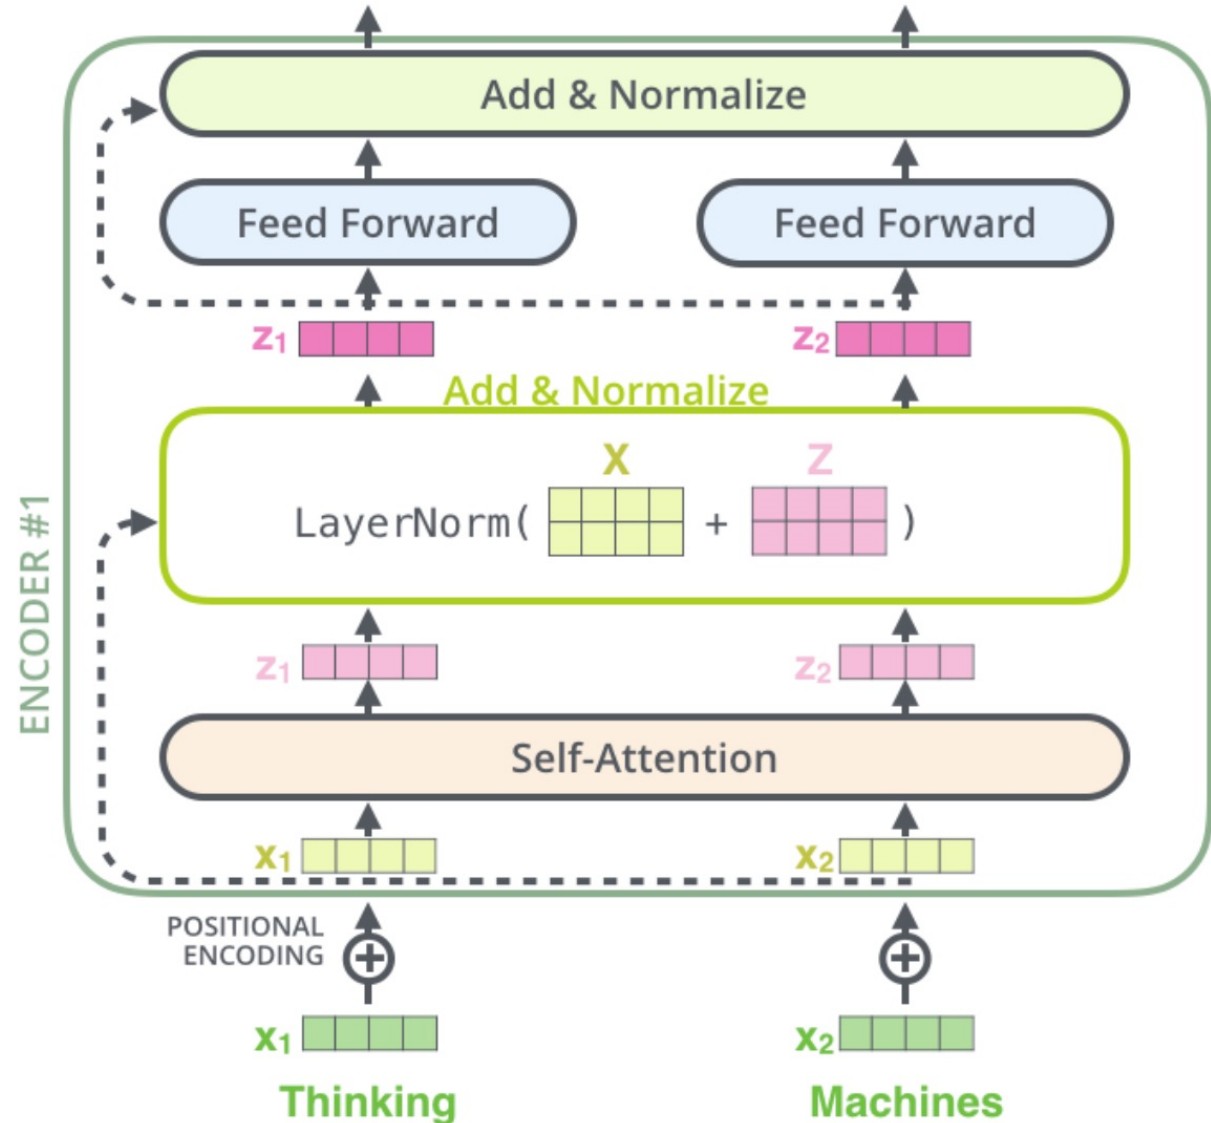 Add & Normalize
Feed Forward Feed Forward
z1 z2
Add & Normalize
X Z
LayerNorm( + )
ENCODER #1
z1 z2
Self-Attention
x1 x2
POSITIONAL
ENCODING
x1 x2
Thinking Machines